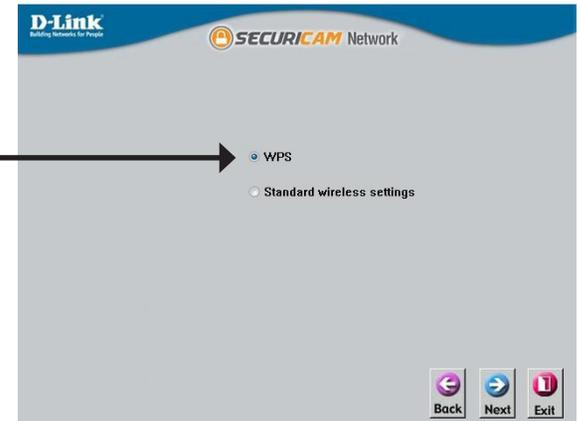 D-Link
Building Networks for People
SECURICAM Network
WPS
Standard wireless settings
Back
Next
Exit